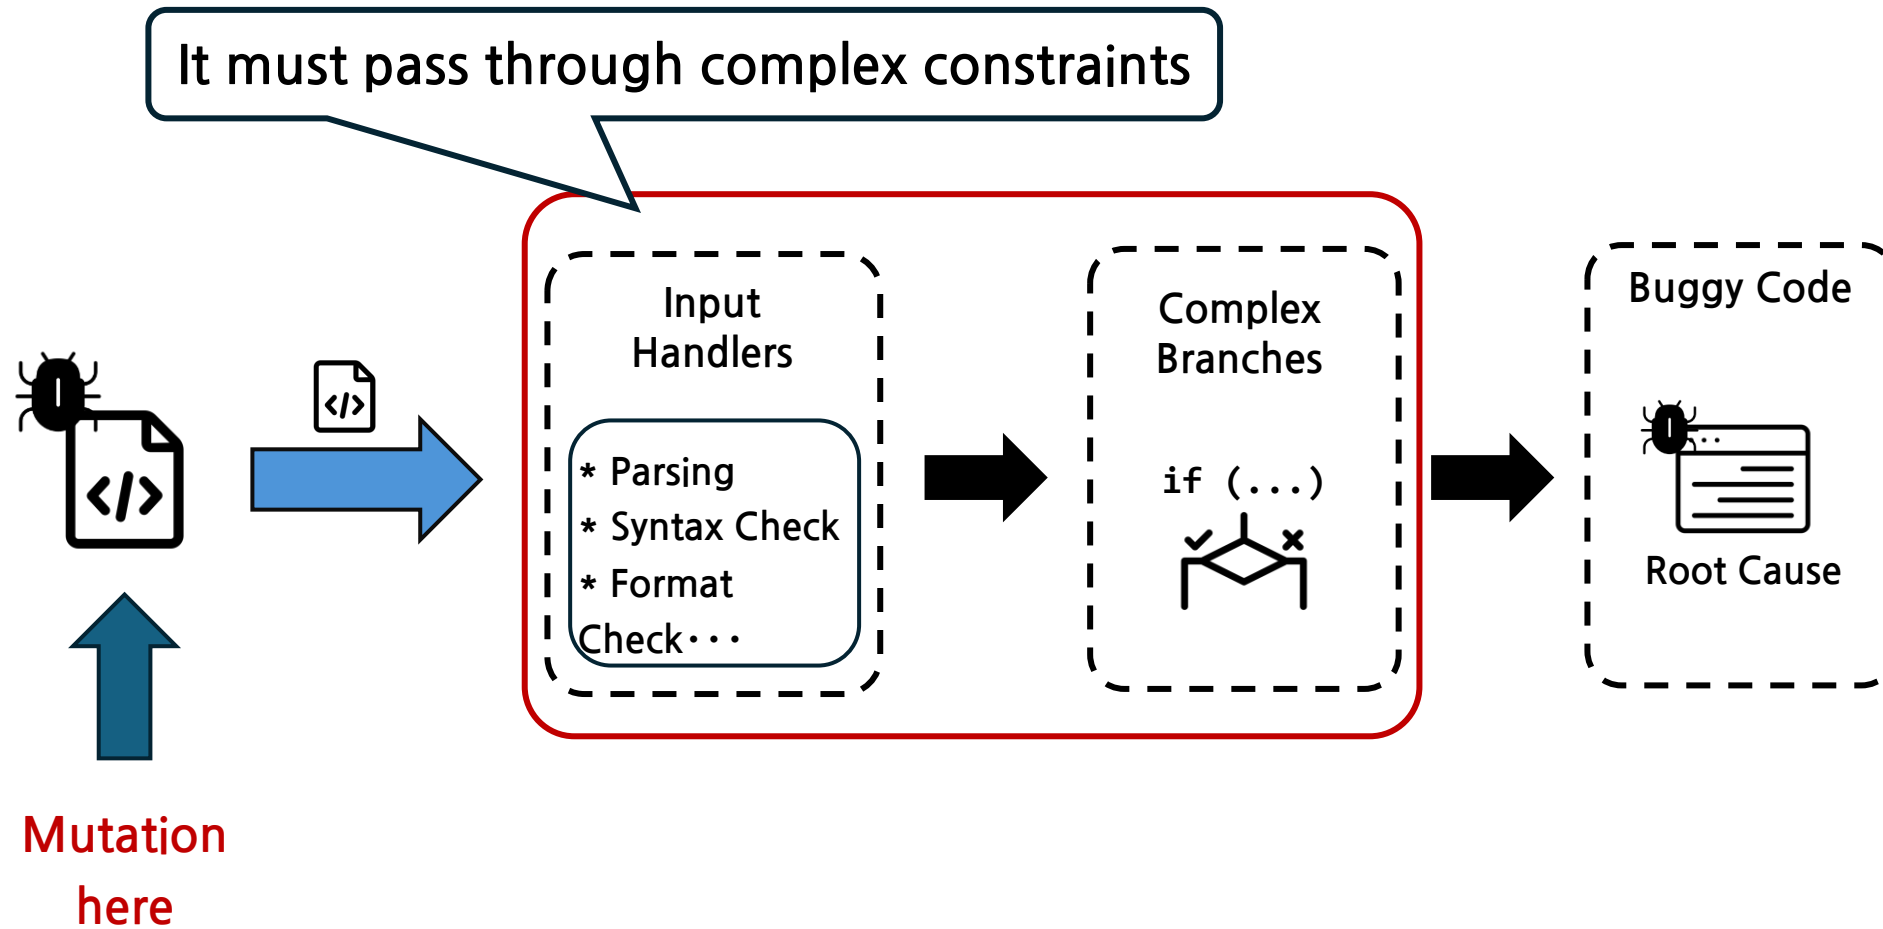 It must pass through complex constraints
Input
Handlers
* Parsing
* Syntax Check
* Format
Check···
Complex
Branches
if (...)
Buggy Code
Root Cause
</>
</>
Mutation
here